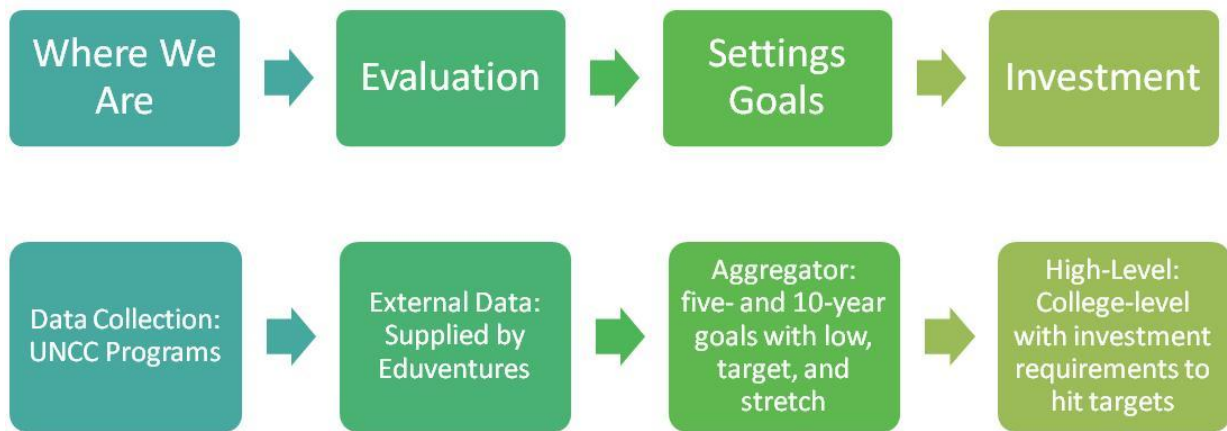 Where We
Are
Evaluation
Settings
Goals
Investment
Data Collection:
UNCC Programs
External Data:
Supplied by
Eduventures
Aggregator:
five- and 10-year
goals with low,
target, and
stretch
High-Level:
College-level
with investment
requirements to
hit targets